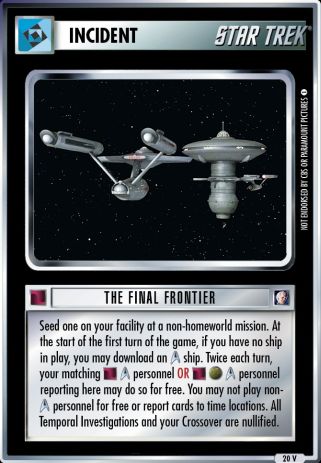 INCIDENT
STAR TREK
NOT ENDORSED BY CBS OR PARAMOUNT PICTURES
THE FINAL FRONTIER
Seed one on your facility at a non-homeworld mission. At
the start of the first turn of the game, if you have no ship
in play, you may download an ship. Twice each turn,
your matching personnel OR personnel
reporting here may do so for free. You may not play non-
personnel for free or report cards to time locations. All
Temporal Investigations and your Crossover are nullified.
20 V